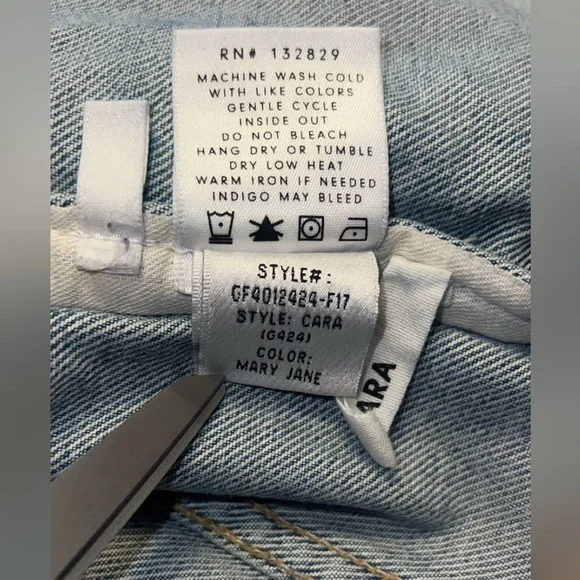 RN# 132829
MACHINE WASH COLD
WITH LIKE COLORS
GENTLE CYCLE
INSIDE OUT
DO NOT BLEACH
HANG DRY OR TUMBLE
DRY LOW HEAT
WARM IRON IF NEEDED
INDIGO MAY BLEED
STYLE#:
GF4012424-F17
STYLE: CARA
(G424)
COLOR:
MARY JANE
ARA